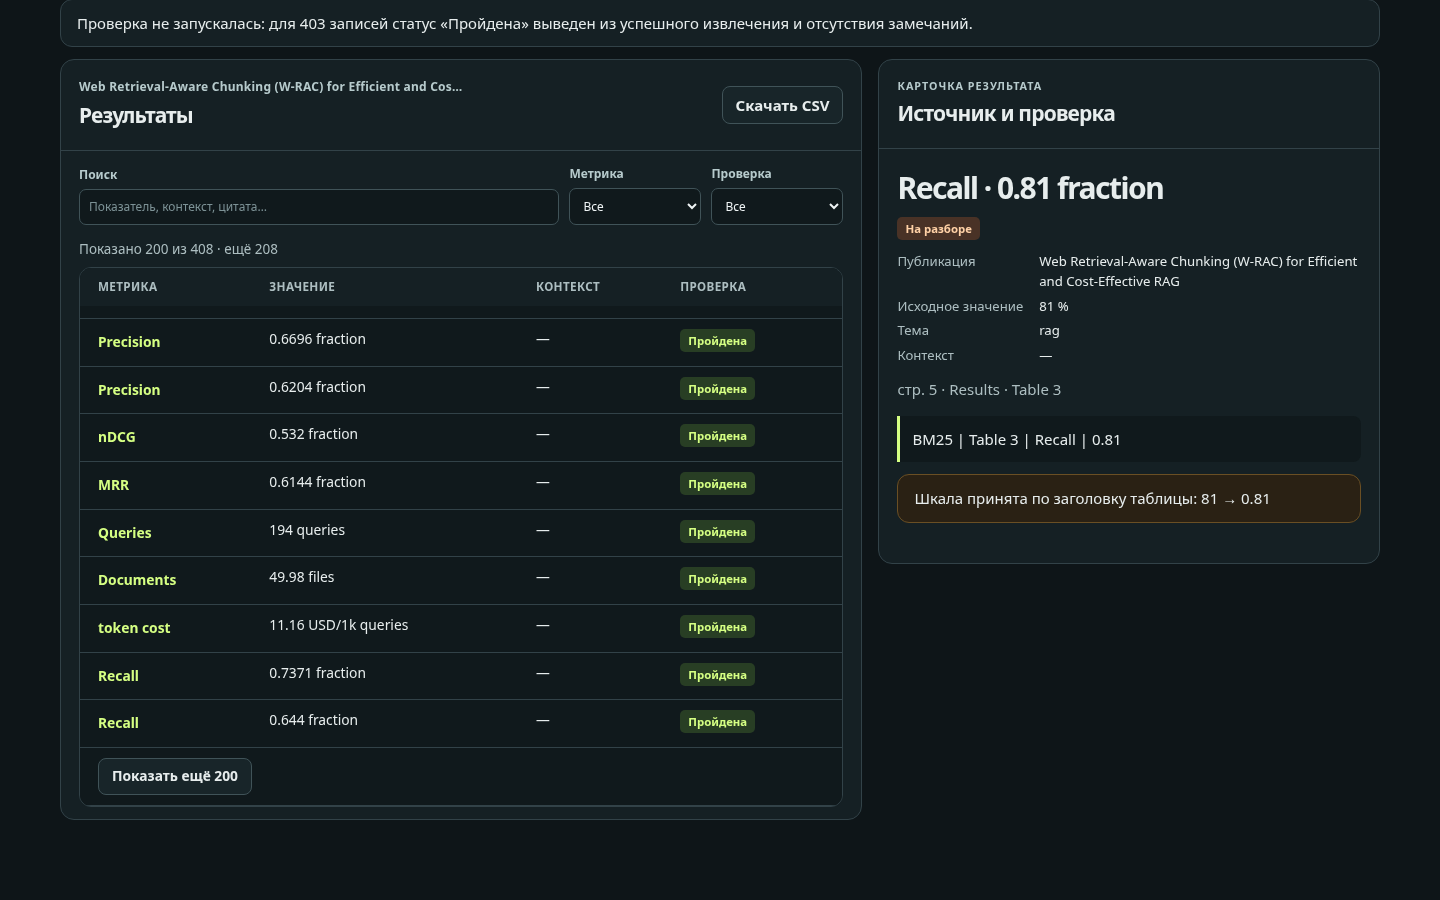 Проверка не запускалась: для 403 записей статус «Пройдена» выведен из успешного извлечения и отсутствия замечаний.
Web Retrieval-Aware Chunking (W-RAC) for Efficient and Cos...
Результаты
Скачать CSV
Поиск
Метрика
Проверка
Показатель, контекст, цитата...
Все
Все
Показано 200 из 408 · ещё 208
МЕТРИКА ЗНАЧЕНИЕ КОНТЕКСТ ПРОВЕРКА
Precision 0.6696 fraction — Пройдена
Precision 0.6204 fraction — Пройдена
nDCG 0.532 fraction — Пройдена
MRR 0.6144 fraction — Пройдена
Queries 194 queries — Пройдена
Documents 49.98 files — Пройдена
token cost 11.16 USD/1k queries — Пройдена
Recall 0.7371 fraction — Пройдена
Recall 0.644 fraction — Пройдена
Показать ещё 200
КАРТОЧКА РЕЗУЛЬТАТА
Источник и проверка
Recall · 0.81 fraction
На разборе
Публикация Web Retrieval-Aware Chunking (W-RAC) for Efficient
and Cost-Effective RAG
Исходное значение 81 %
Тема rag
Контекст —
стр. 5 · Results · Table 3
BM25 | Table 3 | Recall | 0.81
Шкала принята по заголовку таблицы: 81 → 0.81